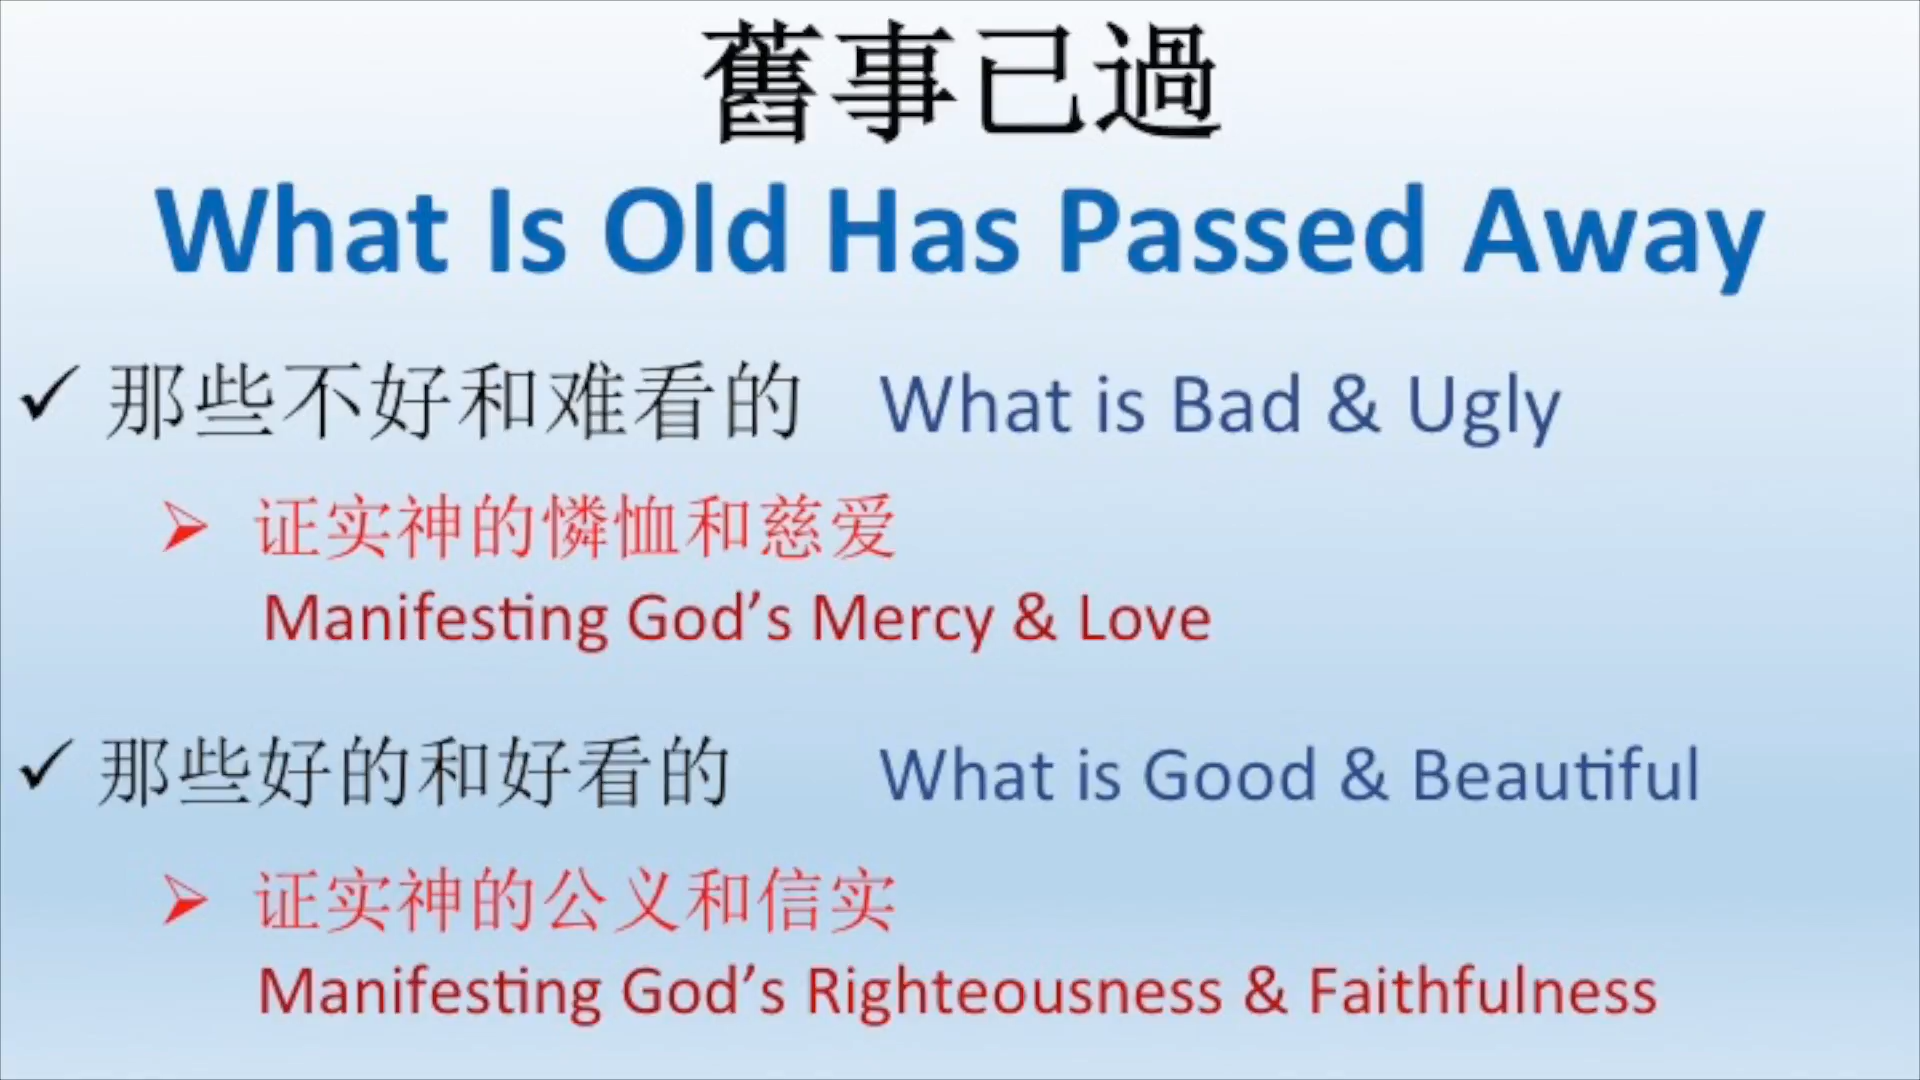 舊事已過
What Is Old Has Passed Away
那些不好和难看的 What is Bad & Ugly
证实神的憐恤和慈爱
Manifesting God’s Mercy & Love
那些好的和好看的 What is Good & Beautiful
证实神的公义和信实
Manifesting God’s Righteousness & Faithfulness